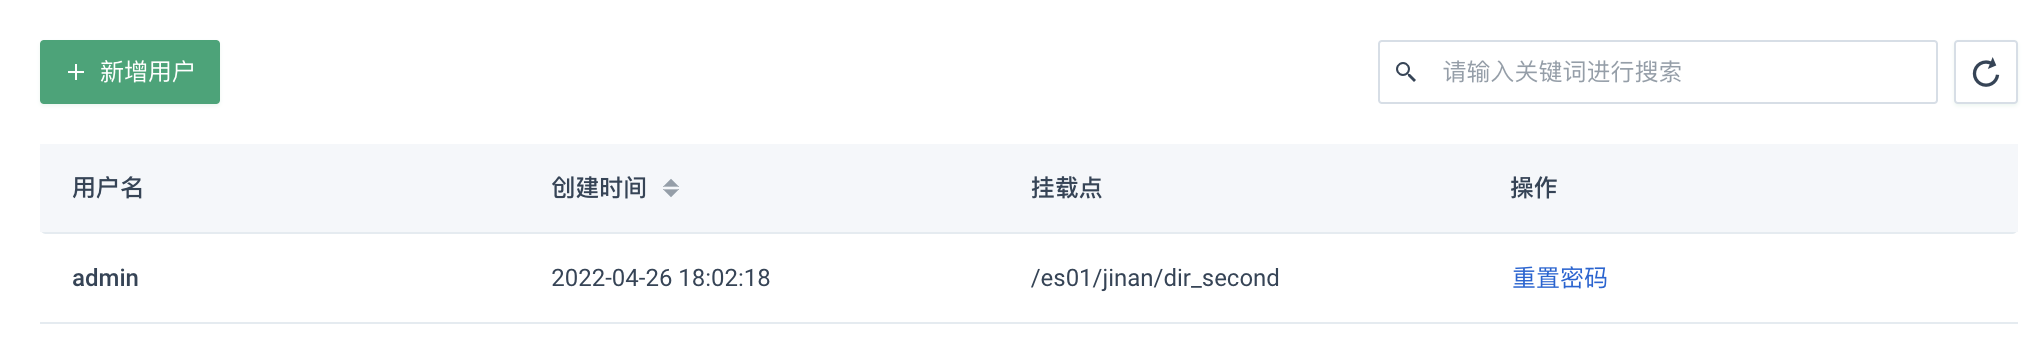 新增用户
请输入关键词进行搜索
用户名 创建时间 挂载点 操作
admin 2022-04-26 18:02:18 /es01/jinan/dir_second 重置密码